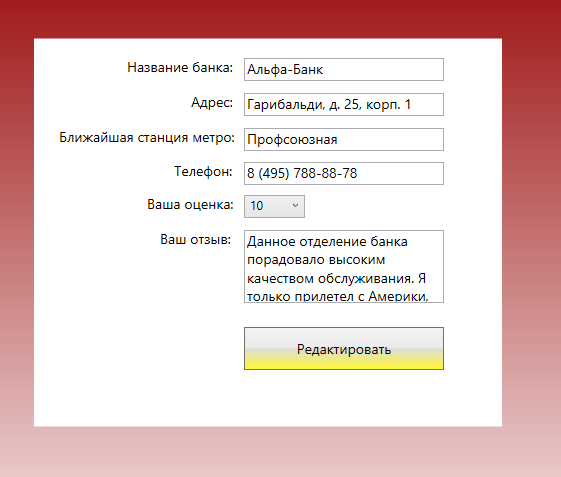 Название банка: Альфа-Банк
Адрес: Гарибальди, д. 25, корп. 1
Ближайшая станция метро: Профсоюзная
Телефон: 8 (495) 788-88-78
Ваша оценка: 10
Ваш отзыв: Данное отделение банка
порадовало высоким
качеством обслуживания. Я
только прилетел с Америки,
Редактировать